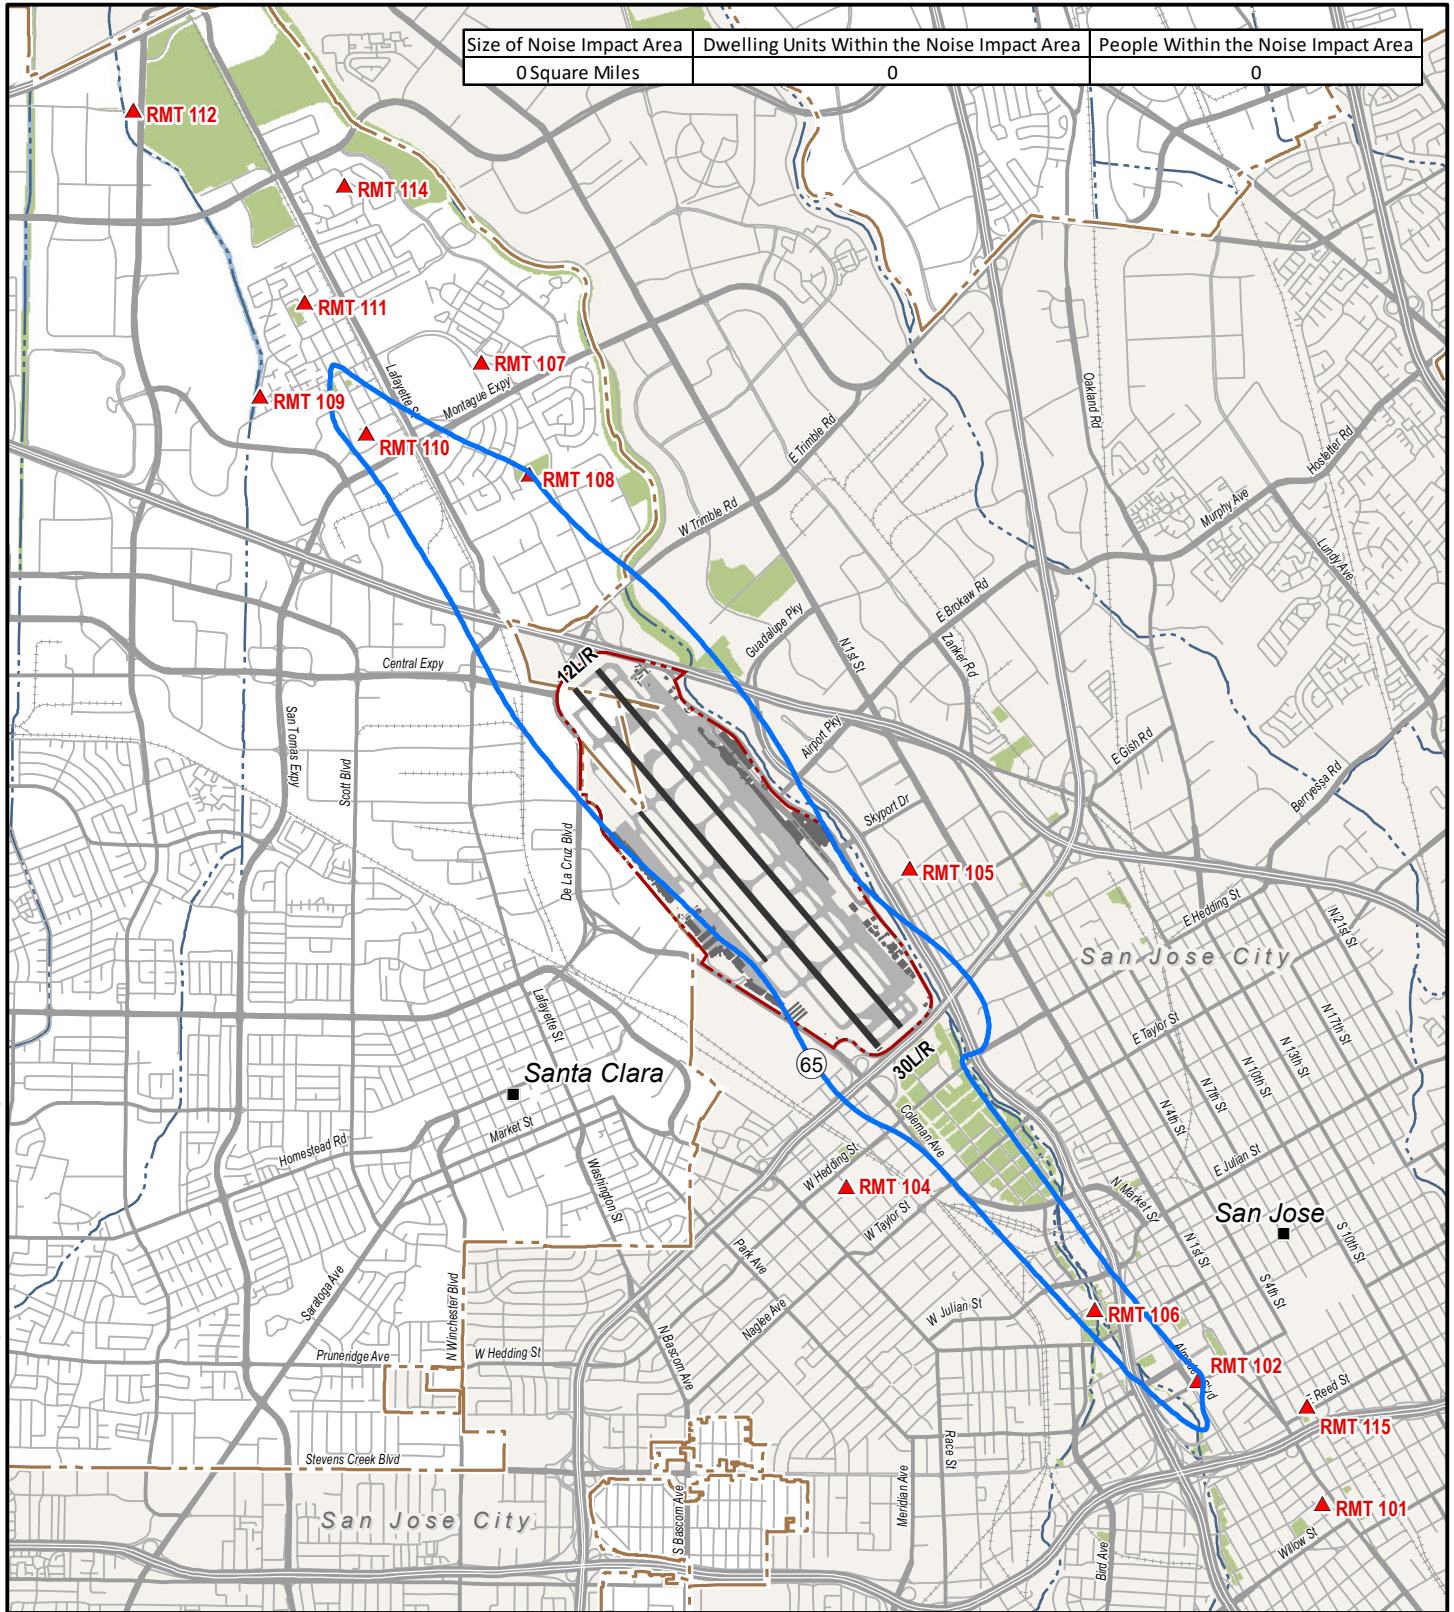 Size of Noise Impact Area Dwelling Units Within the Noise Impact Area People Within the Noise Impact Area
0 Square Miles 0 0
RMT 112
RMT 114
RMT 111
RMT 107
Lafayette St
Montague Expy
RMT 109
RMT 110
RMT 108
Oakland Rd
E Trimble Rd
Hostetter Rd
W Trimble Rd
Murphy Ave
Lundy Ave
Guadalupe Pky
E Brokaw Rd
N 1st St
Zanker Rd
Central Expy
12L/R
San Tomas Expy
Scott Blvd
Airport Pky
E Gish Rd
Berryessa Rd
Skyport Dr
De La Cruz Blvd
RMT 105
E Hedding St
N 21st St
San Jose City
Lafayette St
N 17th St
E Taylor St
N 13th St
30L/R
65
Santa Clara
N 10th St
N 7th St
N 4th St
Market St
Coleman Ave
Homestead Rd
W Hedding St
E Julian St
Washington St
RMT 104
N Market St
W Taylor St
San Jose
N 1st St
S 10th St
Park Ave
Saratoga Ave
N Winchester Blvd
S 4th St
Naglee Ave
W Julian St
RMT 106
N Bascom Ave
Pruneridge Ave
W Hedding St
RMT 102
E Reed St
RMT 115
Race St
Stevens Creek Blvd
Meridian Ave
S Bascom Ave
RMT 101
San Jose City
Willow St
Bird Ave